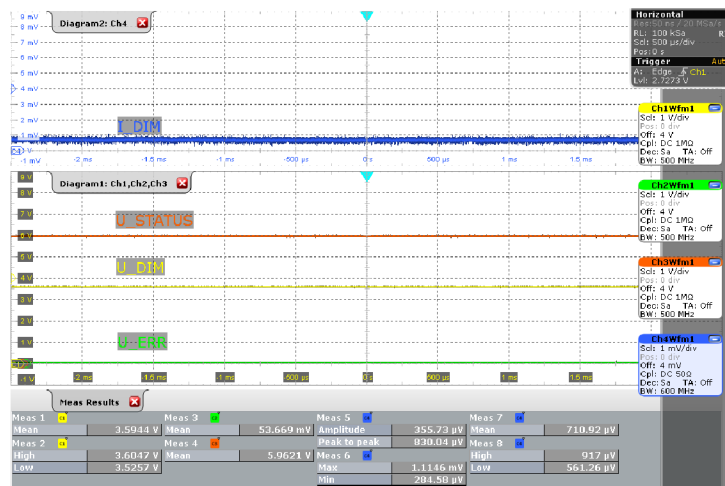 9 mV
Diagram2: Ch4
8 mV
7 mV
6 mV
5 mV
4 mV
3 mV
2 mV
I_DIM
1 mV
C4
-1 mV
-2 ms -1.5 ms -1 ms -500 µs 0 s 500 µs 1 ms 1.5 ms
9 V
Diagram1: Ch1,Ch2,Ch3
8 V
7 V
U_STATUS
6 V
5 V
U_DIM
4 V
3 V
2 V
1 V
U_ERR
-1 V
-2 ms -1.5 ms -1 ms -500 µs 0 s 500 µs 1 ms 1.5 ms
Horizontal
Res:50 ns / 20 MSa/s
RL: 100 kSa R
Scl: 500 µs/div
Pos:0 s
Trigger Aut
A: Edge Ch1
Lvl: 2.7273 V
Ch1Wfm1
Scl: 1 V/div
Pos: 0 div
Off: 4 V
Cpl: DC 1MΩ
Dec: Sa TA: Off
BW: 500 MHz
Ch2Wfm1
Scl: 1 V/div
Pos: 0 div
Off: 4 V
Cpl: DC 1MΩ
Dec: Sa TA: Off
BW: 500 MHz
Ch3Wfm1
Scl: 1 V/div
Pos: 0 div
Off: 4 V
Cpl: DC 1MΩ
Dec: Sa TA: Off
BW: 500 MHz
Ch4Wfm1
Scl: 1 mV/div
Pos: 0 div
Off: 4 mV
Cpl: DC 50Ω
Dec: Sa TA: Off
BW: 600 MHz
Meas Results
Meas 1 Meas 3 Meas 5 Meas 7
Mean 3.5944 V Mean 53.669 mV Amplitude 355.73 µV Mean 710.92 µV
Meas 2 Meas 4 Peak to peak 830.04 µV Meas 8
High 3.6047 V Mean 5.9621 V Meas 6 High 917 µV
Low 3.5257 V Max 1.1146 mV Low 561.26 µV
Min 284.58 µV